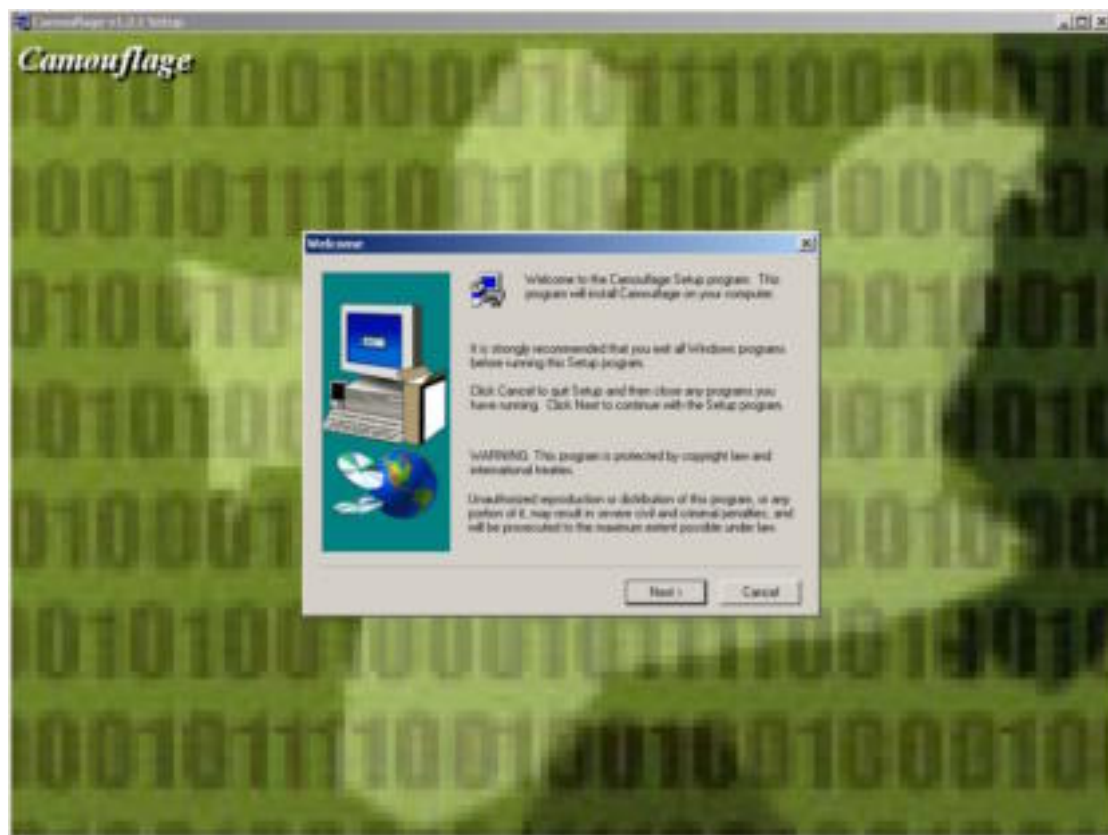 Camouflage v1.2.1 Setup
Camouflage
Welcome
Welcome to the Camouflage Setup program. This
program will install Camouflage on your computer.
It is strongly recommended that you exit all Windows programs
before running this Setup program.
Click Cancel to quit Setup and then close any programs you
have running. Click Next to continue with the Setup program.
WARNING: This program is protected by copyright law and
international treaties.
Unauthorized reproduction or distribution of this program, or any
portion of it, may result in severe civil and criminal penalties, and
will be prosecuted to the maximum extent possible under law.
Next >
Cancel